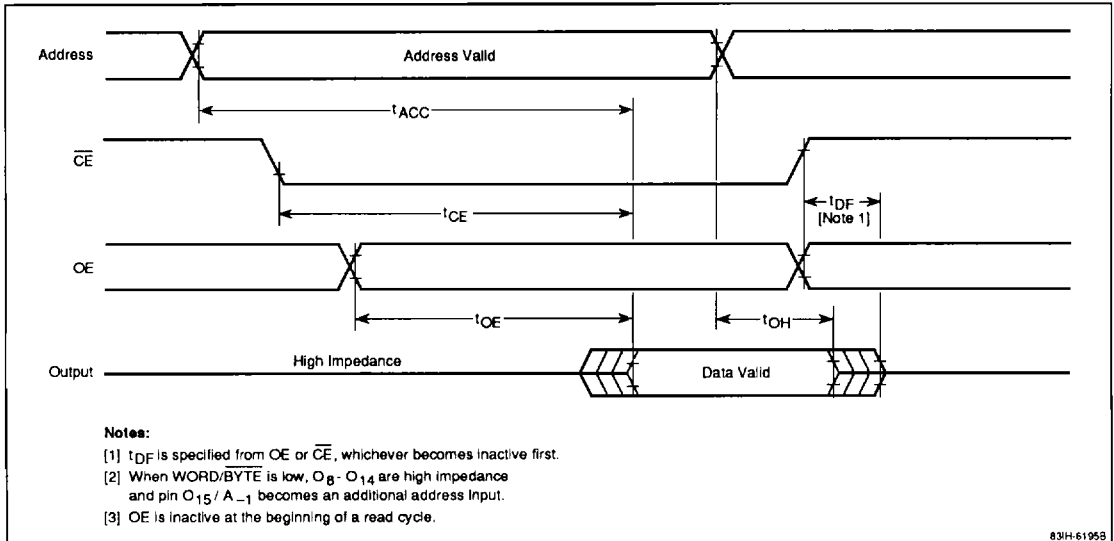 Address
Address Valid
tACC
CE
tCE
tDF
[Note 1]
OE
tOE
tOH
Output
High Impedance
Data Valid
Notes:
[1] tDF is specified from OE or CE, whichever becomes inactive first.
[2] When WORD/BYTE is low, O8 - O14 are high impedance
and pin O15 / A–1 becomes an additional address Input.
[3] OE is inactive at the beginning of a read cycle.
83IH-6195B